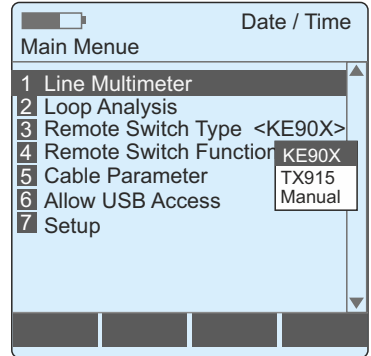 Date / Time
Main Menue
1 Line Multimeter
2 Loop Analysis
3 Remote Switch Type <KE90X>
4 Remote Switch Function
KE90X
5 Cable Parameter
TX915
6 Allow USB Access
Manual
7 Setup